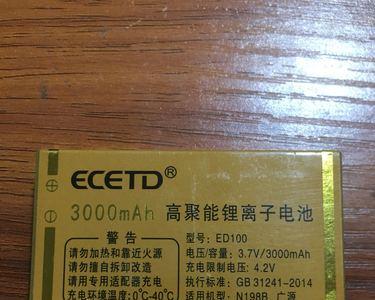 ECETD®
3000mAh 高聚能锂离子电池
警告
请勿加热和靠近火源
请勿擅自拆卸改造
请用专用适配器充电
充电环境温度:0℃-40℃
型号: ED100
电压/容量: 3.7V/3000mAh
充电限制电压: 4.2V
执行标准: GB 31241-2014
适用机型: N198B 广源